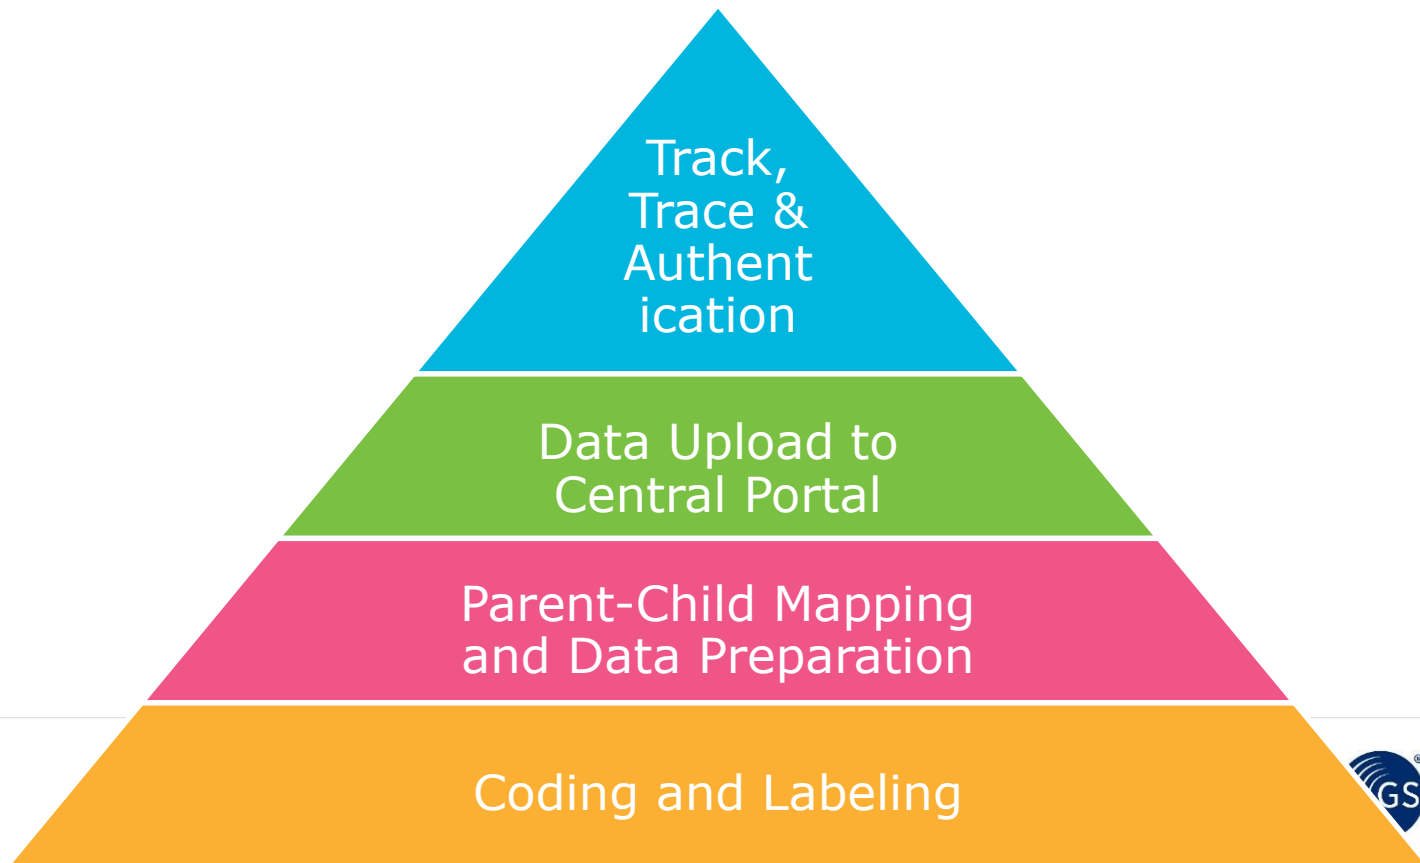 Track,
Trace &
Authent
ication
Data Upload to
Central Portal
Parent-Child Mapping
and Data Preparation
Coding and Labeling
GS
®